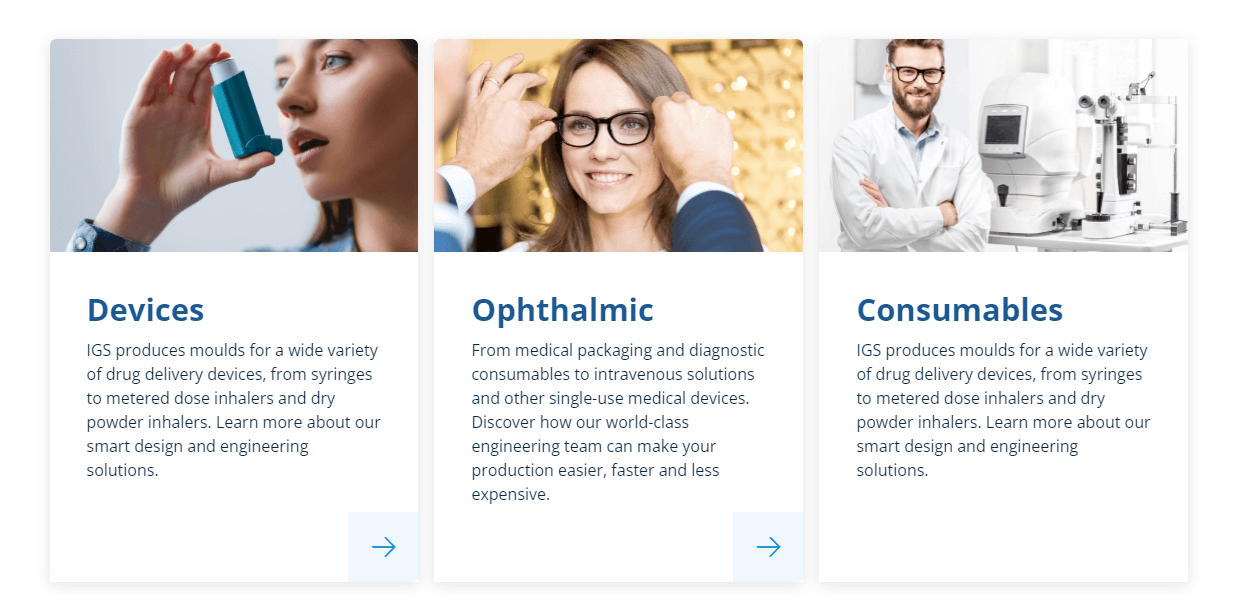 Devices
IGS produces moulds for a wide variety
of drug delivery devices, from syringes
to metered dose inhalers and dry
powder inhalers. Learn more about our
smart design and engineering
solutions.
Ophthalmic
From medical packaging and diagnostic
consumables to intravenous solutions
and other single-use medical devices.
Discover how our world-class
engineering team can make your
production easier, faster and less
expensive.
Consumables
IGS produces moulds for a wide variety
of drug delivery devices, from syringes
to metered dose inhalers and dry
powder inhalers. Learn more about our
smart design and engineering
solutions.